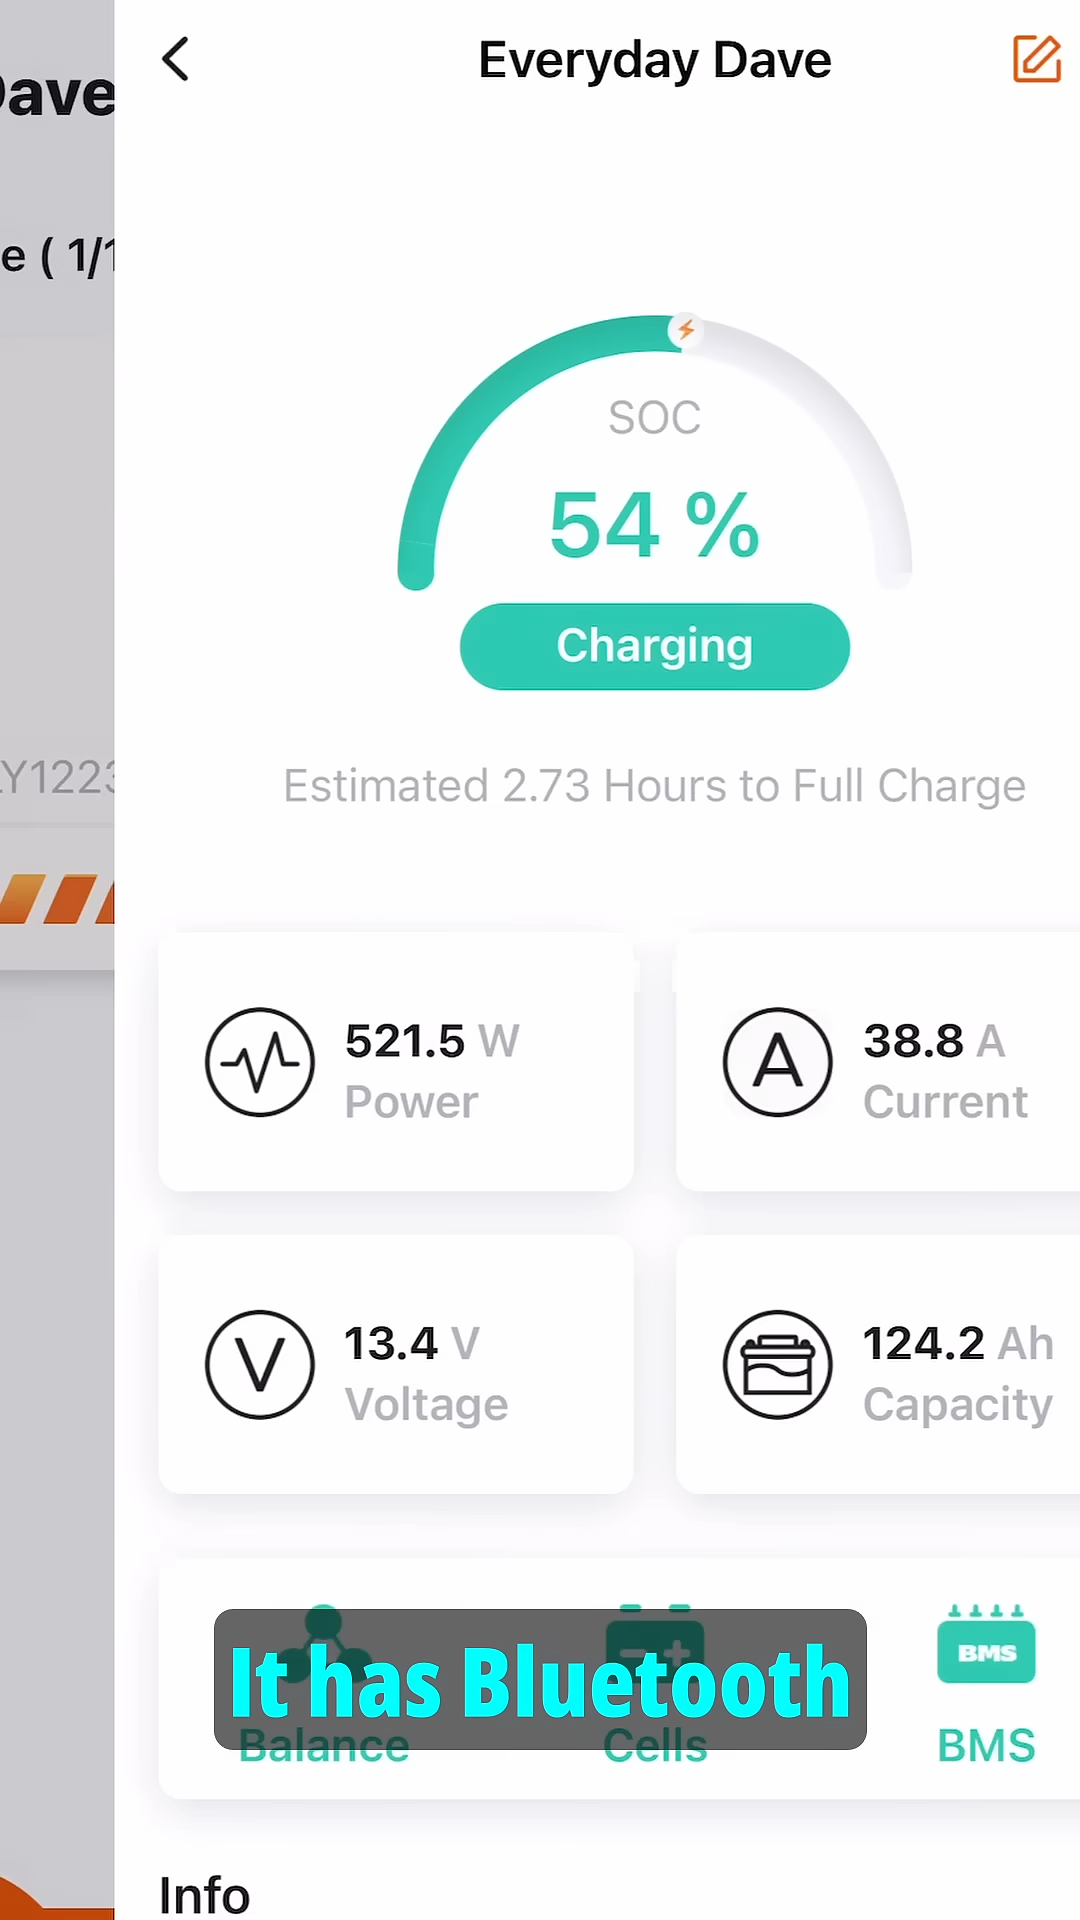 Everyday Dave
Dave
e ( 1/1
SOC
54 %
Charging
Estimated 2.73 Hours to Full Charge
Y1223
521.5 W
Power
A
38.8 A
Current
V
13.4 V
Voltage
124.2 Ah
Capacity
BMS
It has Bluetooth
Balance
Cells
BMS
Info